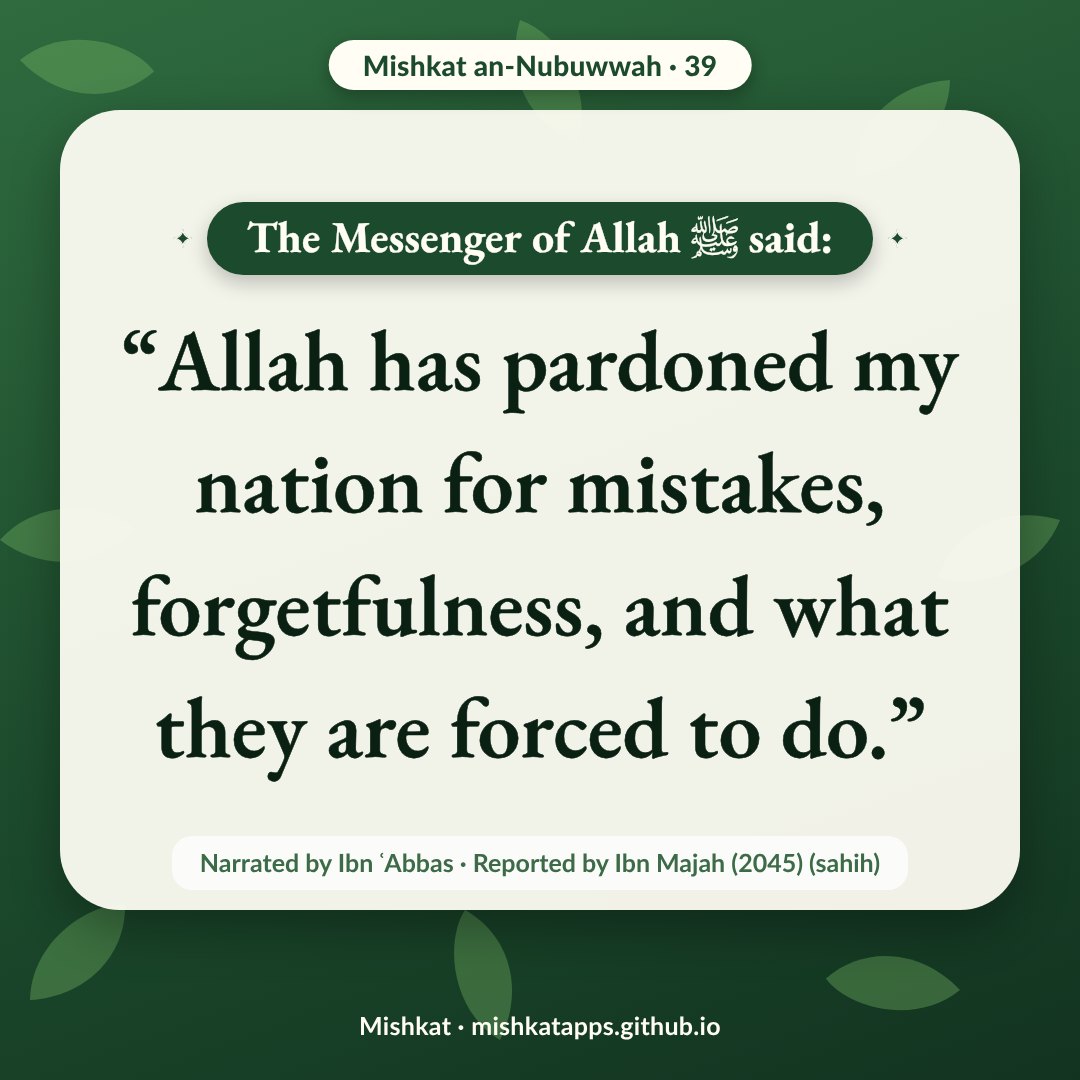 Mishkat an-Nubuwwah · 39
The Messenger of Allah ﷺ said:
“Allah has pardoned my
nation for mistakes,
forgetfulness, and what
they are forced to do.”
Narrated by Ibn ʿAbbas · Reported by Ibn Majah (2045) (sahih)
Mishkat · mishkatapps.github.io